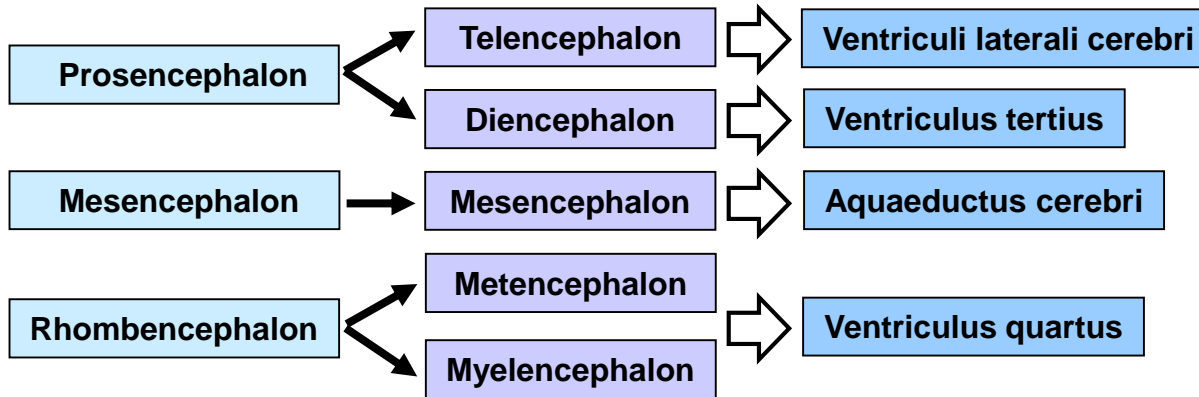 Telencephalon
Ventriculi laterali cerebri
Prosencephalon
Diencephalon
Ventriculus tertius
Mesencephalon
Mesencephalon
Aquaeductus cerebri
Metencephalon
Rhombencephalon
Ventriculus quartus
Myelencephalon